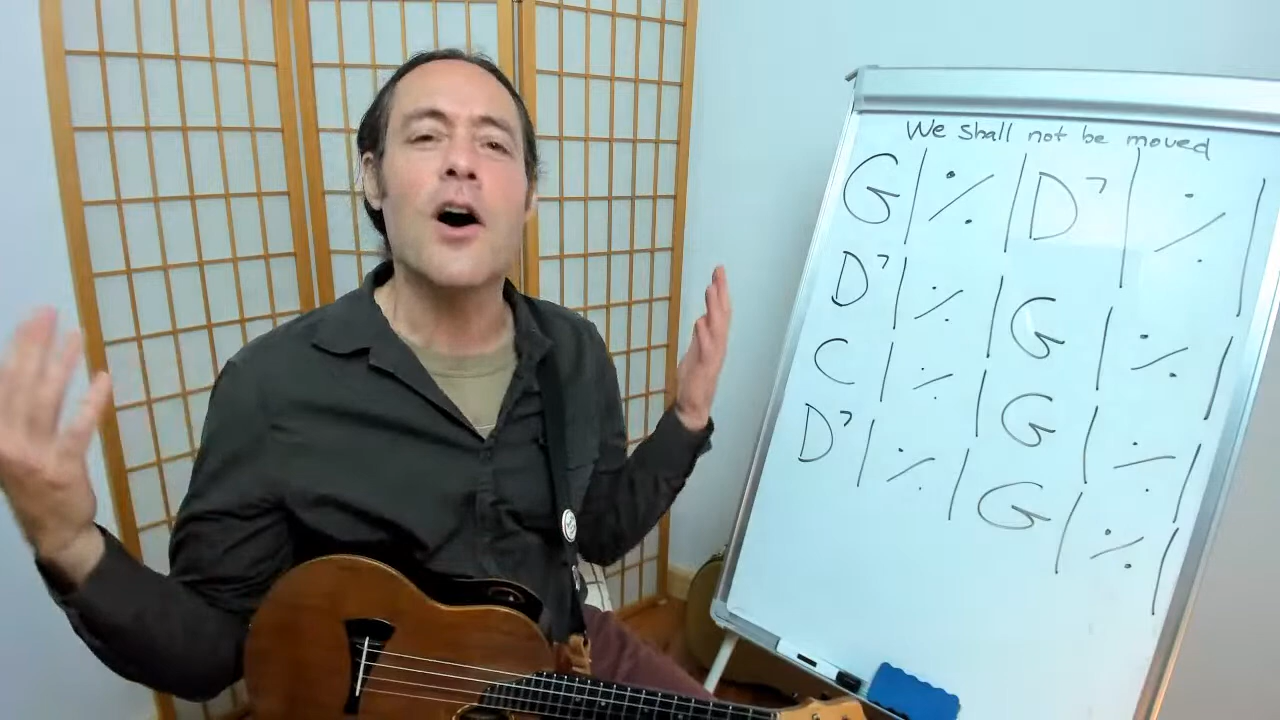 We shall not be moved
G | ٪ | D7 | ٪ |
D7 | ٪ | G | ٪ |
C | ٪ | G | ٪ |
D7 | ٪ | G | ٪ |